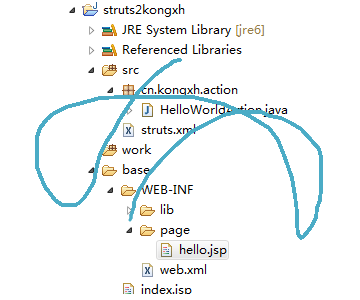 struts2kongxh
JRE System Library [jre6]
Referenced Libraries
src
cn.kongxh.action
HelloWorldAction.java
struts.xml
work
base
WEB-INF
lib
page
hello.jsp
web.xml
index.jsp